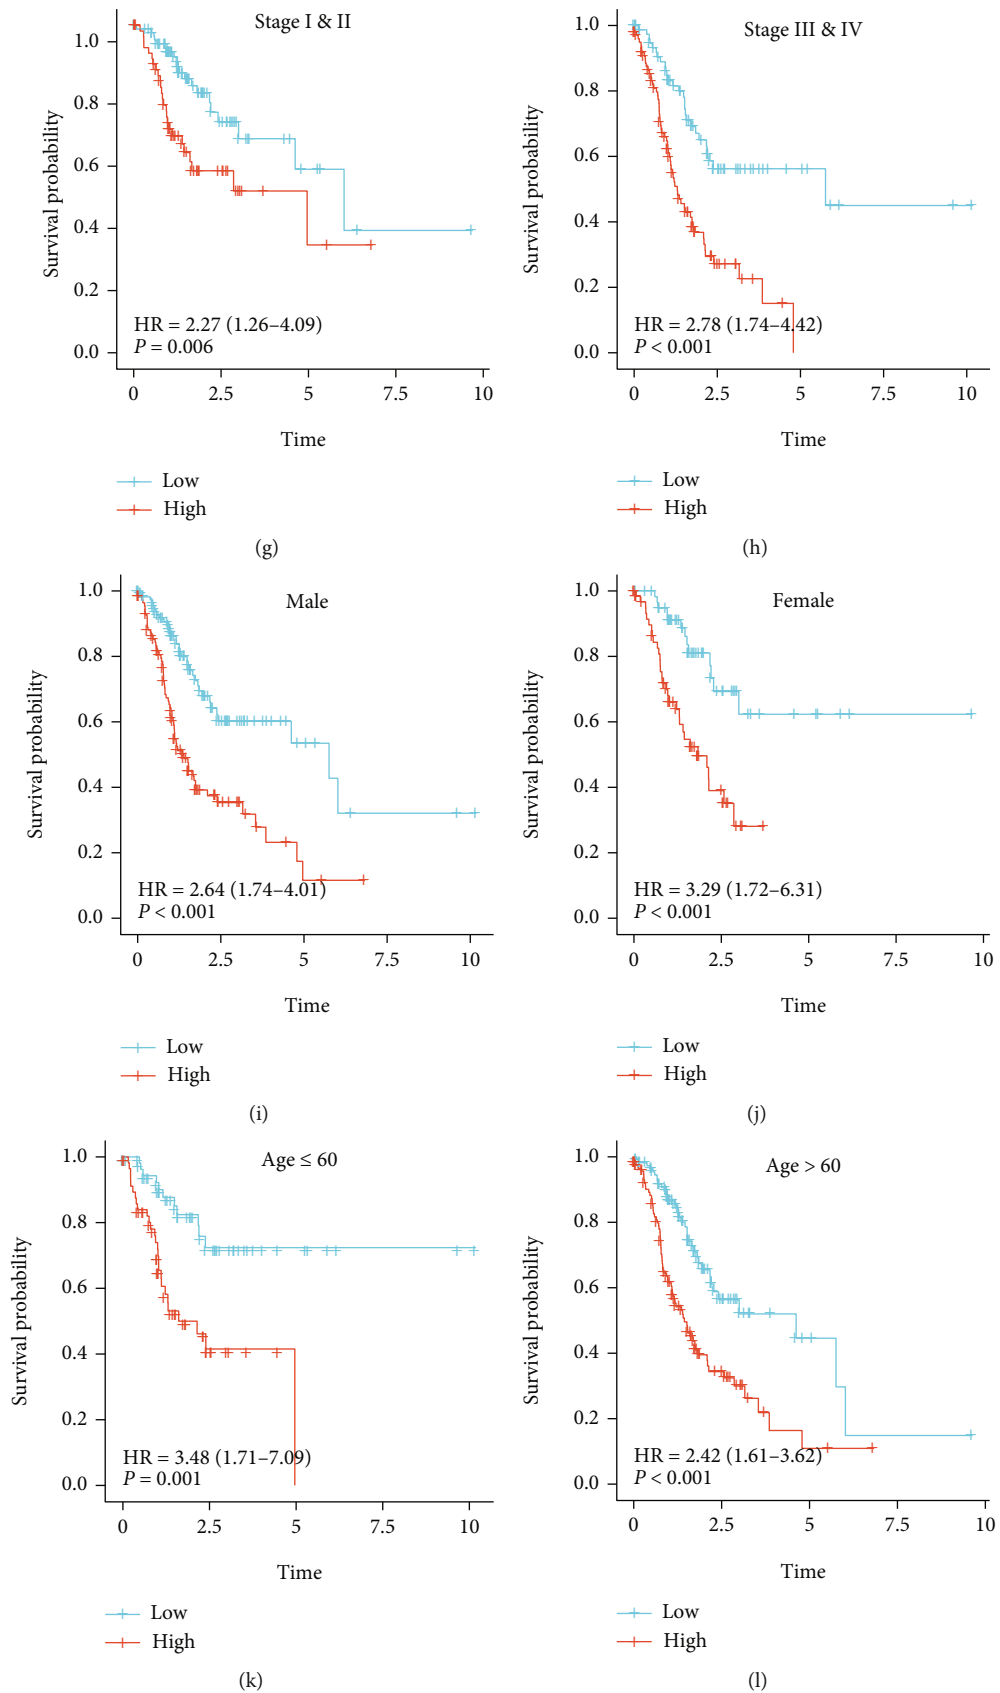 Stage I & II
Survival probability
1.0
0.8
0.6
0.4
0.2
0.0
HR = 2.27 (1.26–4.09)
P = 0.006
0 2.5 5 7.5 10
Time
Low
High
(g)
Stage III & IV
Survival probability
1.0
0.8
0.6
0.4
0.2
0.0
HR = 2.78 (1.74–4.42)
P < 0.001
0 2.5 5 7.5 10
Time
Low
High
(h)
Male
Survival probability
1.0
0.8
0.6
0.4
0.2
0.0
HR = 2.64 (1.74–4.01)
P < 0.001
0 2.5 5 7.5 10
Time
Low
High
(i)
Female
Survival probability
1.0
0.8
0.6
0.4
0.2
0.0
HR = 3.29 (1.72–6.31)
P < 0.001
0 2.5 5 7.5 10
Time
Low
High
(j)
Age ≤ 60
Survival probability
1.0
0.8
0.6
0.4
0.2
0.0
HR = 3.48 (1.71–7.09)
P = 0.001
0 2.5 5 7.5 10
Time
Low
High
(k)
Age > 60
Survival probability
1.0
0.8
0.6
0.4
0.2
0.0
HR = 2.42 (1.61–3.62)
P < 0.001
0 2.5 5 7.5 10
Time
Low
High
(l)